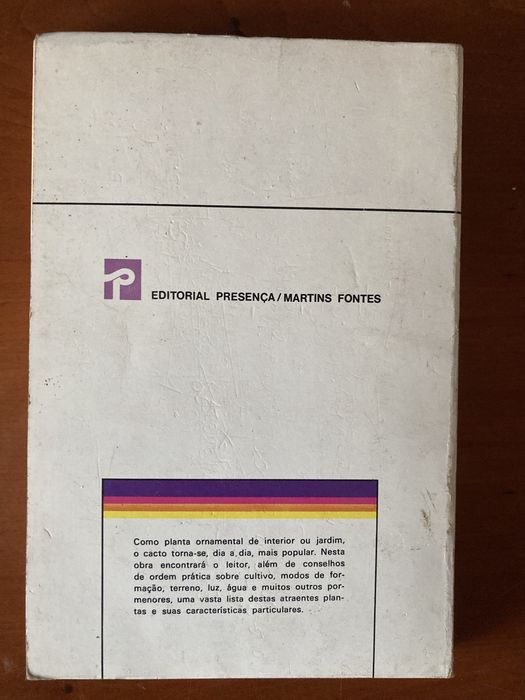 EDITORIAL PRESENÇA/MARTINS FONTES
Como planta ornamental de interior ou jardim,
o cacto torna-se, dia a dia, mais popular. Nesta
obra encontrará o leitor, além de conselhos
de ordem prática sobre cultivo, modos de for-
mação, terreno, luz, água e muitos outros por-
menores, uma vasta lista destas atraentes plan-
tas e suas características particulares.